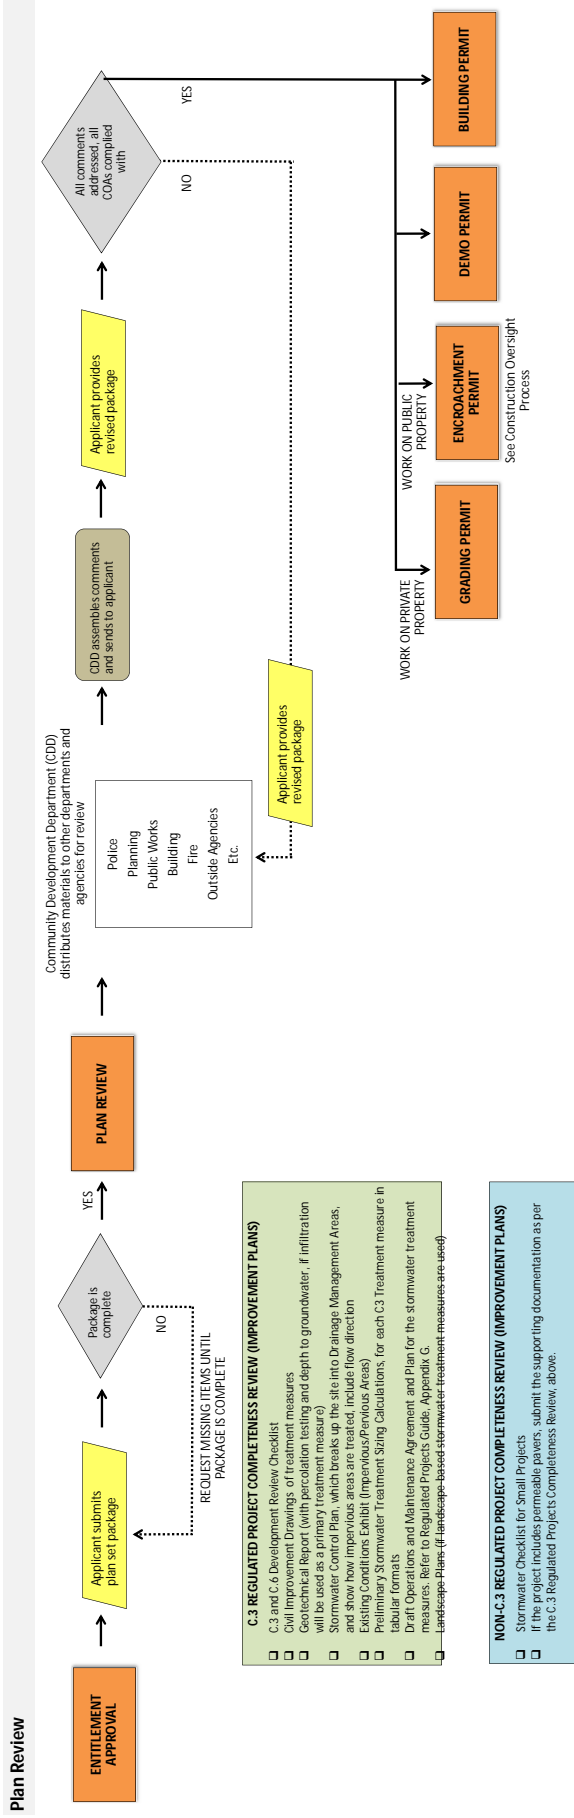 Plan Review
ENTITLEMENT
APPROVAL
Applicant submits
plan set package
Package is
complete
YES
NO
REQUEST MISSING ITEMS UNTIL
PACKAGE IS COMPLETE
PLAN REVIEW
Community Development Department (CDD)
distributes materials to other departments and
agencies for review
Police
Planning
Public Works
Building
Fire
Outside Agencies
Etc.
CDD assembles comments
and sends to applicant
Applicant provides
revised package
All comments
addressed, all
COAs complied
with
YES
NO
Applicant provides
revised package
WORK ON PRIVATE
PROPERTY
GRADING PERMIT
WORK ON PUBLIC
PROPERTY
ENCROACHMENT
PERMIT
See Construction Oversight
Process
DEMO PERMIT
BUILDING PERMIT
C.3 REGULATED PROJECT COMPLETENESS REVIEW (IMPROVEMENT PLANS)
❑ C.3 and C.6 Development Review Checklist
❑ Civil Improvement Drawings of treatment measures
❑ Geotechnical Report (with percolation testing and depth to groundwater, if infiltration
will be used as a primary treatment measure)
❑ Stormwater Control Plan, which breaks up the site into Drainage Management Areas,
and show how impervious areas are treated, include flow direction
❑ Existing Conditions Exhibit (Impervious/Pervious Areas)
❑ Preliminary Stormwater Treatment Sizing Calculations, for each C3 Treatment measure in
tabular formats
❑ Draft Operations and Maintenance Agreement and Plan for the stormwater treatment
measures. Refer to Regulated Projects Guide, Appendix G.
❑ Landscape Plans (if landscape-based stormwater treatment measures are used)
NON-C.3 REGULATED PROJECT COMPLETENESS REVIEW (IMPROVEMENT PLANS)
❑ Stormwater Checklist for Small Projects
❑ If the project includes permeable pavers, submit the supporting documentation as per
the C.3 Regulated Projects Completeness Review, above.